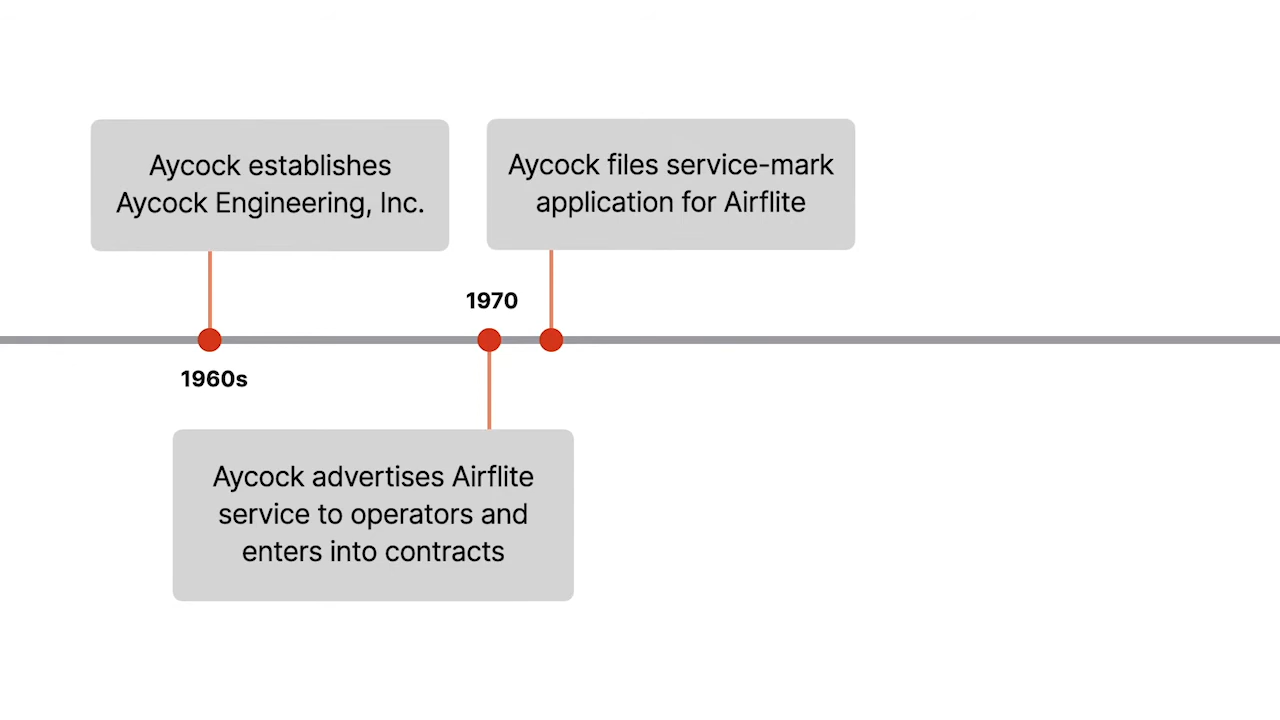 Aycock establishes
Aycock Engineering, Inc.
Aycock files service-mark
application for Airflite
1970
1960s
Aycock advertises Airflite
service to operators and
enters into contracts